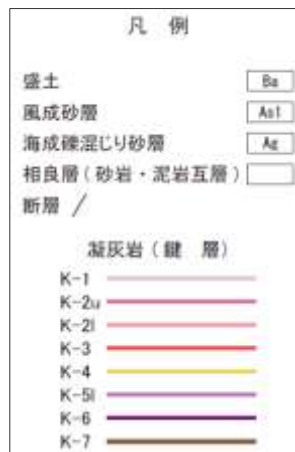 凡 例
盛土 Ba
風成砂層 As1
海成礫混じり砂層 Ag
相良層(砂岩・泥岩互層)
断層
凝灰岩(鍵 層)
K-1
K-2u
K-2l
K-3
K-4
K-5l
K-6
K-7